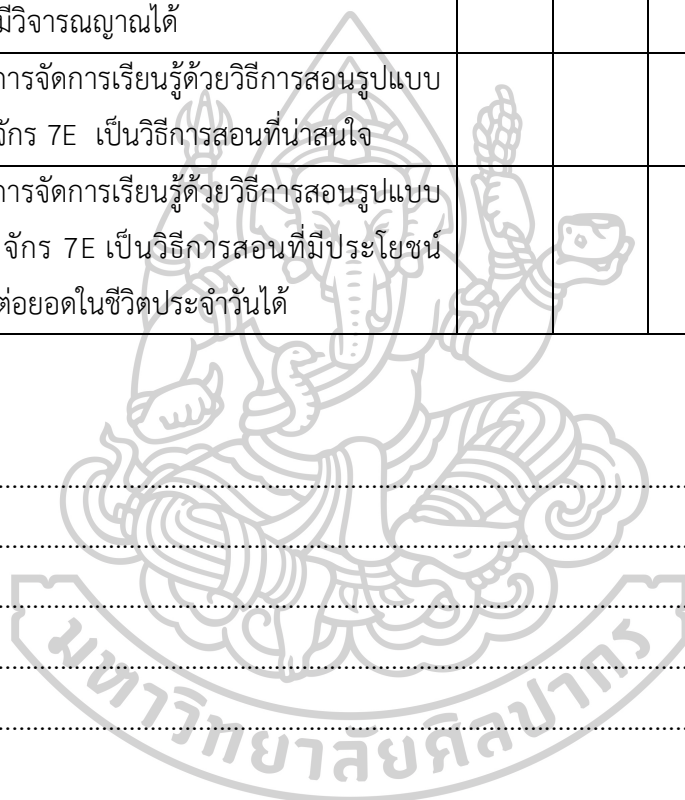 มีวิจารณญาณได้
การจัดการเรียนรู้ด้วยวิธีการสอนรูปแบบ
จักร 7E เป็นวิธีการสอนที่น่าสนใจ
การจัดการเรียนรู้ด้วยวิธีการสอนรูปแบบ
จักร 7E เป็นวิธีการสอนที่มีประโยชน์
ต่อยอดในชีวิตประจำวันได้
มหาวิทยาลัยศิลปากร